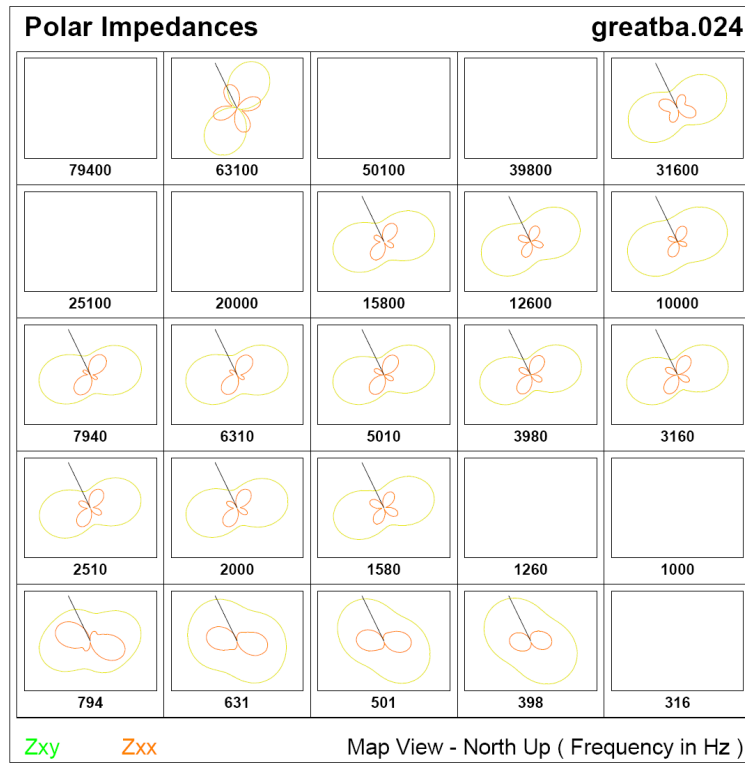 Polar Impedances greatba.024
79400 63100 50100 39800 31600
25100 20000 15800 12600 10000
7940 6310 5010 3980 3160
2510 2000 1580 1260 1000
794 631 501 398 316
Zxy Zxx Map View - North Up ( Frequency in Hz )